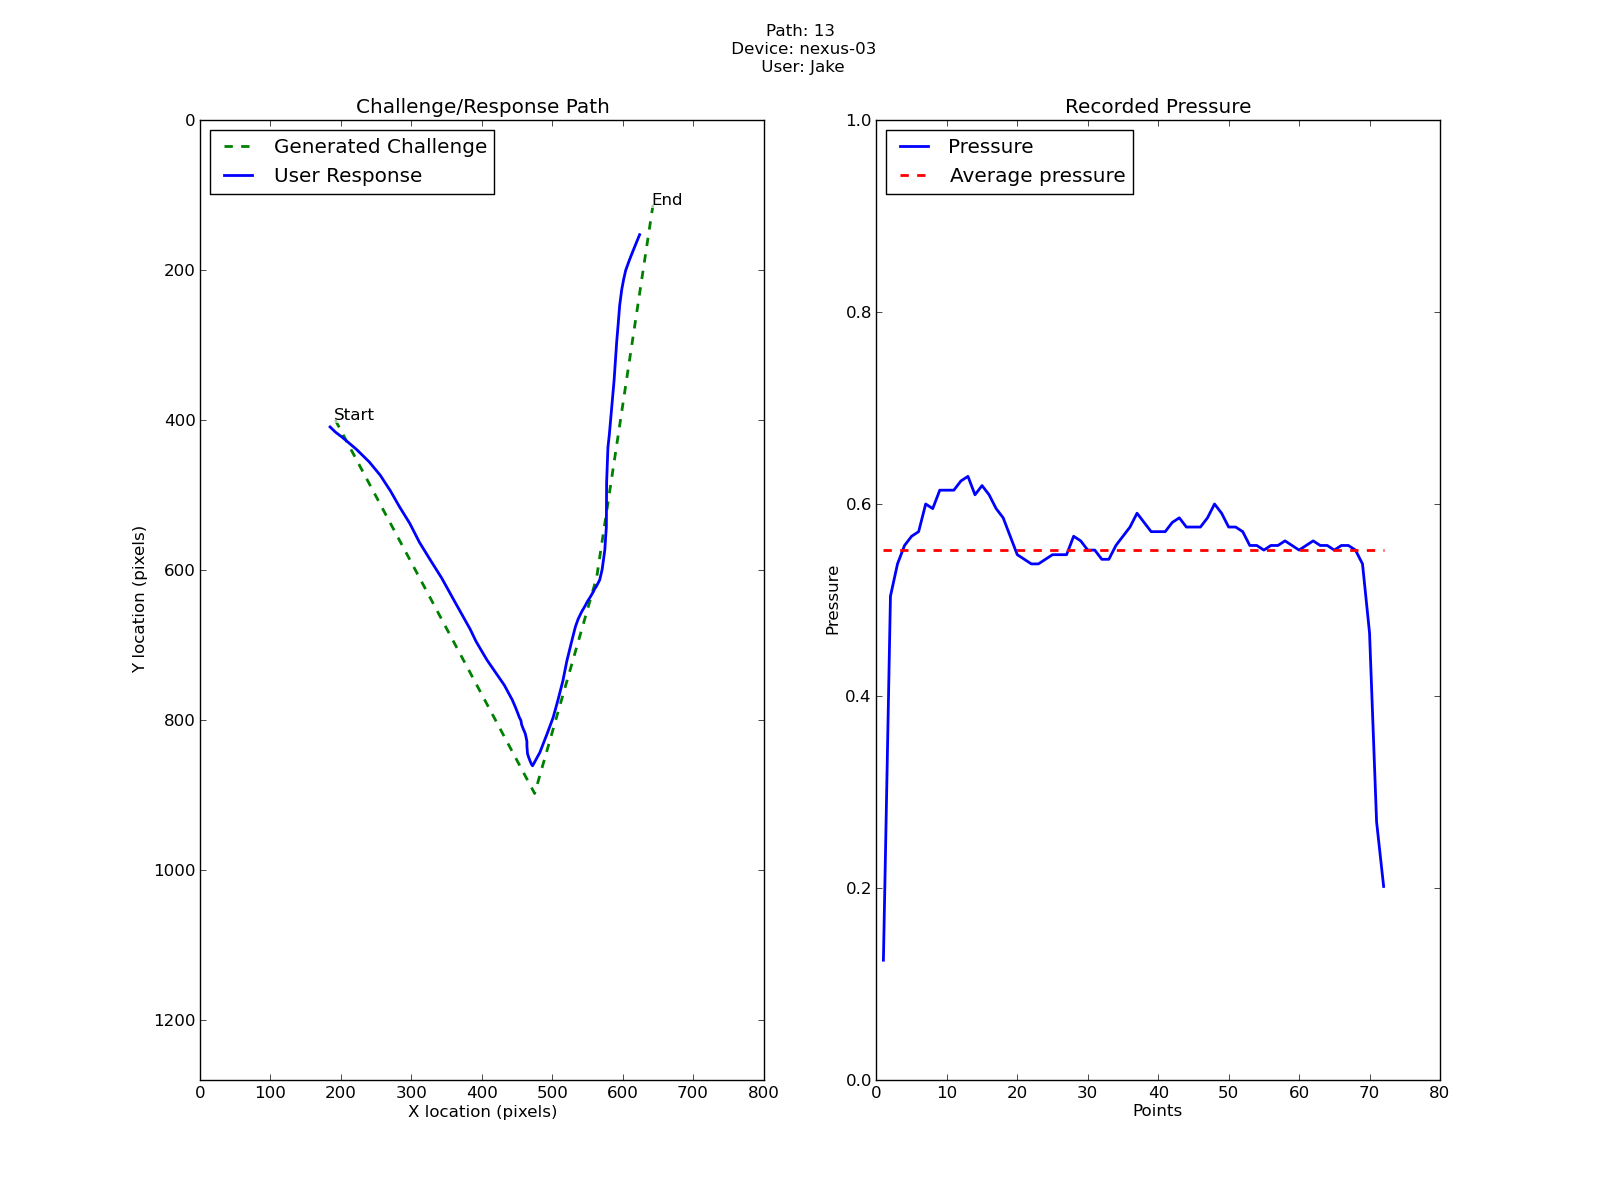 Path: 13
Device: nexus-03
User: Jake
Challenge/Response Path
Generated Challenge
User Response
Start
End
0
200
400
600
800
1000
1200
Y location (pixels)
0 100 200 300 400 500 600 700 800
X location (pixels)
Recorded Pressure
Pressure
Average pressure
1.0
0.8
0.6
0.4
0.2
0.0
Pressure
0 10 20 30 40 50 60 70 80
Points